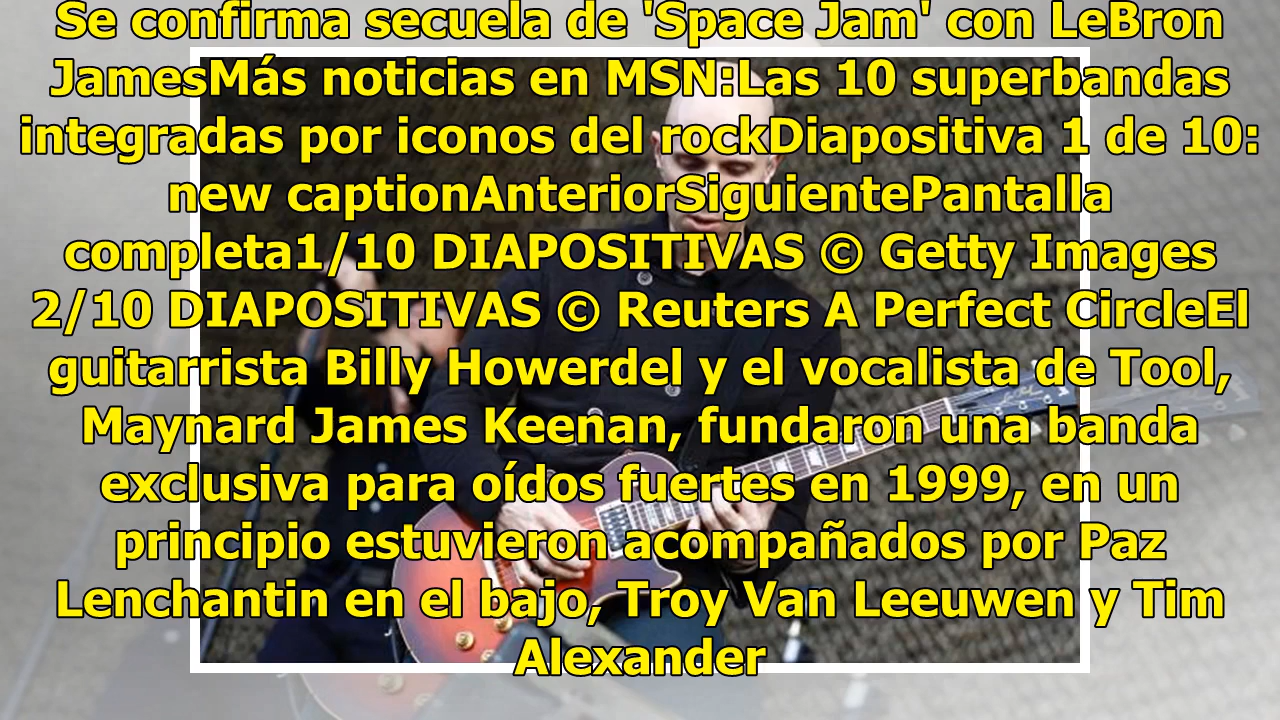 Se confirma secuela de 'Space Jam' con LeBron
JamesMás noticias en MSN:Las 10 superbandas
integradas por iconos del rockDiapositiva 1 de 10:
new captionAnteriorSiguientePantalla
completa1/10 DIAPOSITIVAS © Getty Images
2/10 DIAPOSITIVAS © Reuters A Perfect CircleEl
guitarrista Billy Howerdel y el vocalista de Tool,
Maynard James Keenan, fundaron una banda
exclusiva para oídos fuertes en 1999, en un
principio estuvieron acompañados por Paz
Lenchantin en el bajo, Troy Van Leeuwen y Tim
Alexander